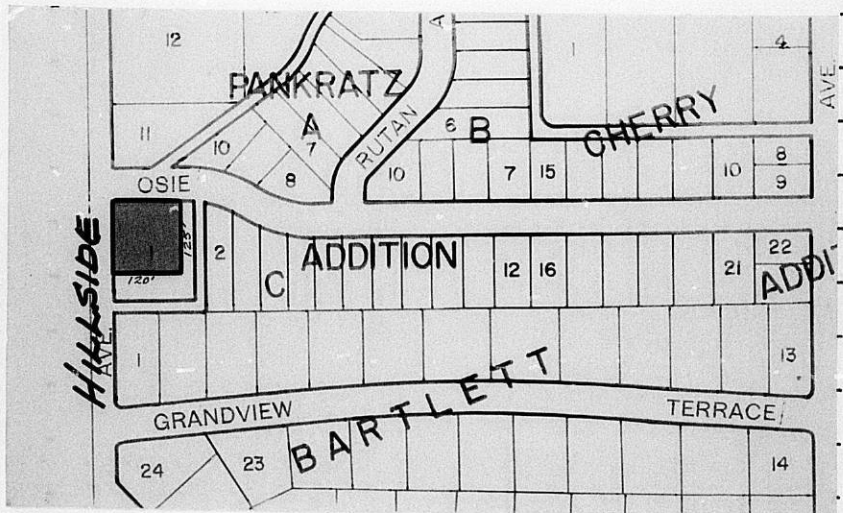 12
A
1
4
PANKRATZ
AVE.
11
A
7
RUTAN
6
B
CHERRY
10
8
10
7
15
10
8
9
OSIE
HILLSIDE
AVE.
1
125'
120'
2
C
ADDITION
12
16
21
22
ADDIT
1
13
GRANDVIEW
TERRACE
BARTLETT
24
23
14